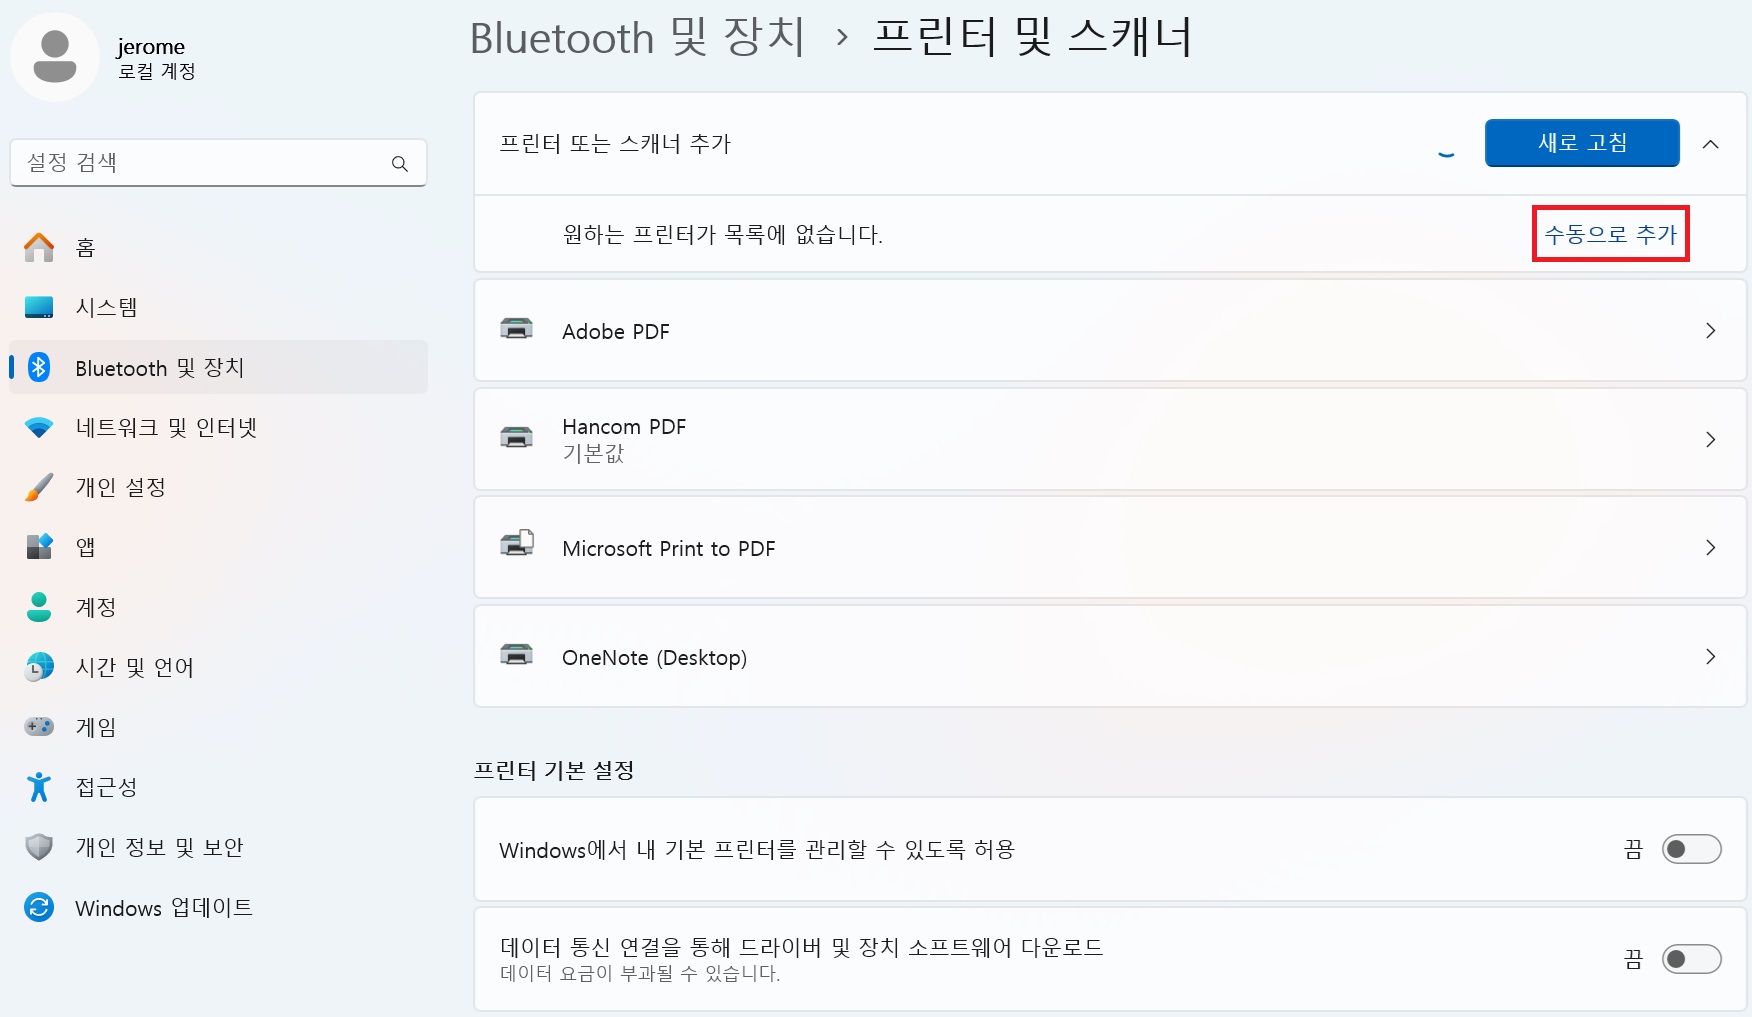 jerome
로컬 계정
설정 검색
홈
시스템
Bluetooth 및 장치
네트워크 및 인터넷
개인 설정
앱
계정
시간 및 언어
게임
접근성
개인 정보 및 보안
Windows 업데이트
Bluetooth 및 장치 › 프린터 및 스캐너
프린터 또는 스캐너 추가
새로 고침
원하는 프린터가 목록에 없습니다.
수동으로 추가
Adobe PDF
Hancom PDF
기본값
Microsoft Print to PDF
OneNote (Desktop)
프린터 기본 설정
Windows에서 내 기본 프린터를 관리할 수 있도록 허용
끔
데이터 통신 연결을 통해 드라이버 및 장치 소프트웨어 다운로드
데이터 요금이 부과될 수 있습니다.
끔